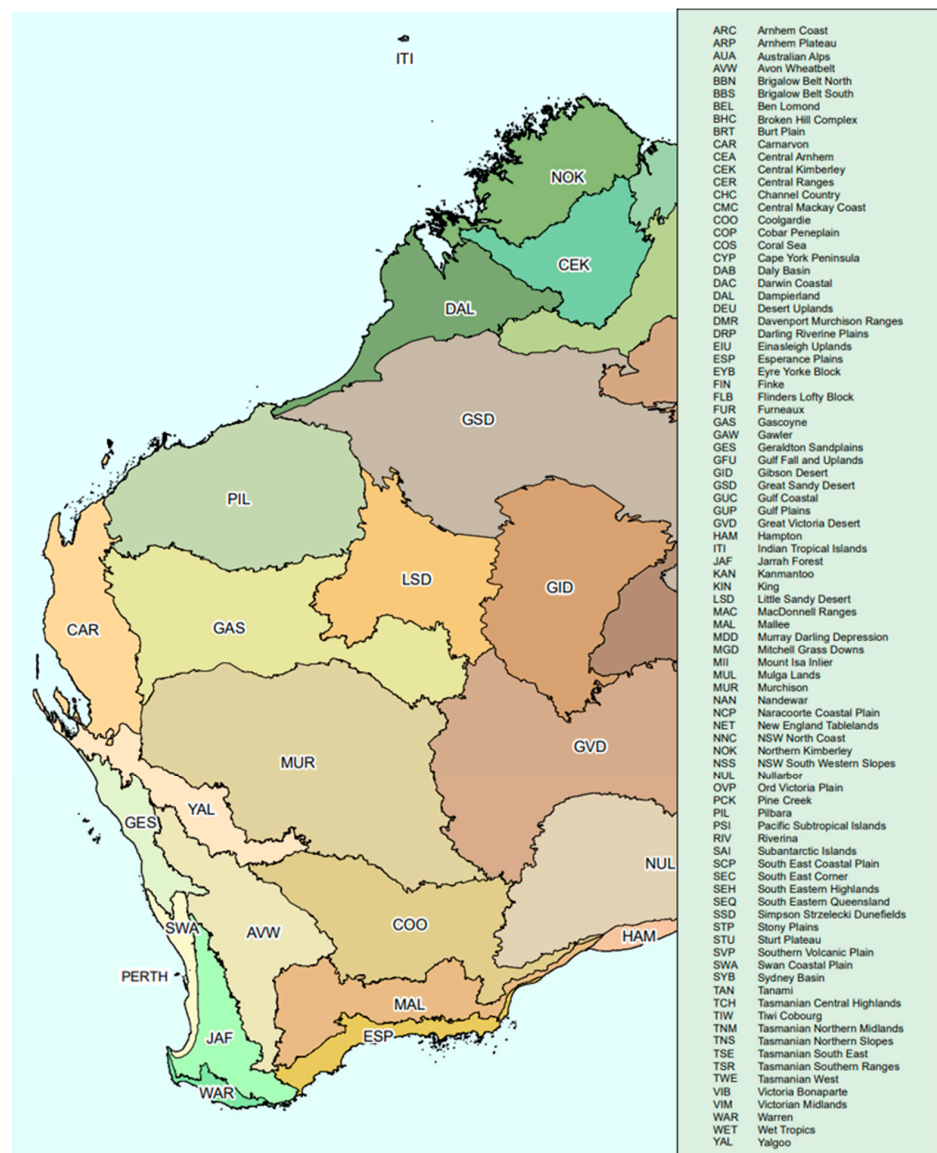 ITI
NOK
CEK
DAL
GSD
PIL
LSD
GID
CAR
GAS
GVD
MUR
YAL
GES
NUL
COO
SWA
AVW
HAM
PERTH
MAL
JAF
ESP
WAR
ARC Arnhem Coast
ARP Arnhem Plateau
AUA Australian Alps
AVW Avon Wheatbelt
BBN Brigalow Belt North
BBS Brigalow Belt South
BEL Ben Lomond
BHC Broken Hill Complex
BRT Burt Plain
CAR Carnarvon
CEA Central Arnhem
CEK Central Kimberley
CER Central Ranges
CHC Channel Country
CMC Central Mackay Coast
COO Coolgardie
COP Cobar Peneplain
COS Coral Sea
CYP Cape York Peninsula
DAB Daly Basin
DAC Darwin Coastal
DAL Dampierland
DEU Desert Uplands
DMR Davenport Murchison Ranges
DRP Darling Riverine Plains
EIU Einasleigh Uplands
ESP Esperance Plains
EYB Eyre Yorke Block
FIN Finke
FLB Flinders Lofty Block
FUR Furneaux
GAS Gascoyne
GAW Gawler
GES Geraldton Sandplains
GFU Gulf Fall and Uplands
GID Gibson Desert
GSD Great Sandy Desert
GUC Gulf Coastal
GUP Gulf Plains
GVD Great Victoria Desert
HAM Hampton
ITI Indian Tropical Islands
JAF Jarrah Forest
KAN Kanmantoo
KIN King
LSD Little Sandy Desert
MAC MacDonnell Ranges
MAL Mallee
MDD Murray Darling Depression
MGD Mitchell Grass Downs
MII Mount Isa Inlier
MUL Mulga Lands
MUR Murchison
NAN Nandewar
NCP Naracoorte Coastal Plain
NET New England Tablelands
NNC NSW North Coast
NOK Northern Kimberley
NSS NSW South Western Slopes
NUL Nullarbor
OVP Ord Victoria Plain
PCK Pine Creek
PIL Pilbara
PSI Pacific Subtropical Islands
RIV Riverina
SAI Subantarctic Islands
SCP South East Coastal Plain
SEC South East Corner
SEH South Eastern Highlands
SEQ South Eastern Queensland
SSD Simpson Strzelecki Dunefields
STP Stony Plains
STU Sturt Plateau
SVP Southern Volcanic Plain
SWA Swan Coastal Plain
SYB Sydney Basin
TAN Tanami
TCH Tasmanian Central Highlands
TIW Tiwi Cobourg
TNM Tasmanian Northern Midlands
TNS Tasmanian Northern Slopes
TSE Tasmanian South East
TSR Tasmanian Southern Ranges
TWE Tasmanian West
VIB Victoria Bonaparte
VIM Victorian Midlands
WAR Warren
WET Wet Tropics
YAL Yalgoo